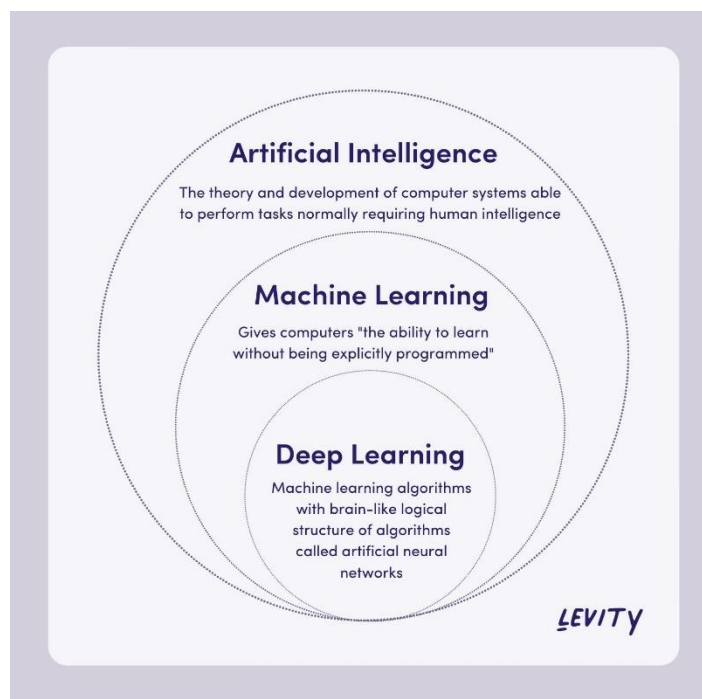 Artificial Intelligence
The theory and development of computer systems able
to perform tasks normally requiring human intelligence
Machine Learning
Gives computers "the ability to learn
without being explicitly programmed"
Deep Learning
Machine learning algorithms
with brain-like logical
structure of algorithms
called artificial neural
networks
LEVITY